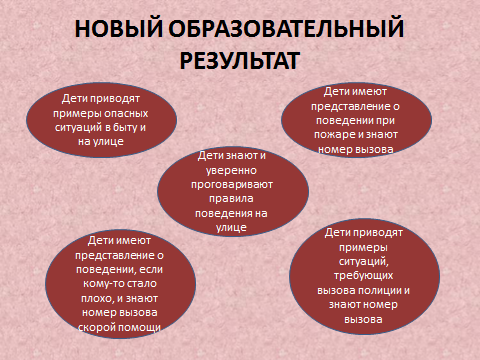 НОВЫЙ ОБРАЗОВАТЕЛЬНЫЙ
РЕЗУЛЬТАТ
Дети приводят
примеры опасных
ситуаций в быту и
на улице
Дети имеют
представление о
поведении при
пожаре и знают
номер вызова
Дети знают и
уверенно
проговаривают
правила
поведения на
улице
Дети имеют
представление о
поведении, если
кому-то стало
плохо, и знают
номер вызова
скорой помощи
Дети приводят
примеры
ситуаций,
требующих
вызова полиции и
знают номер
вызова